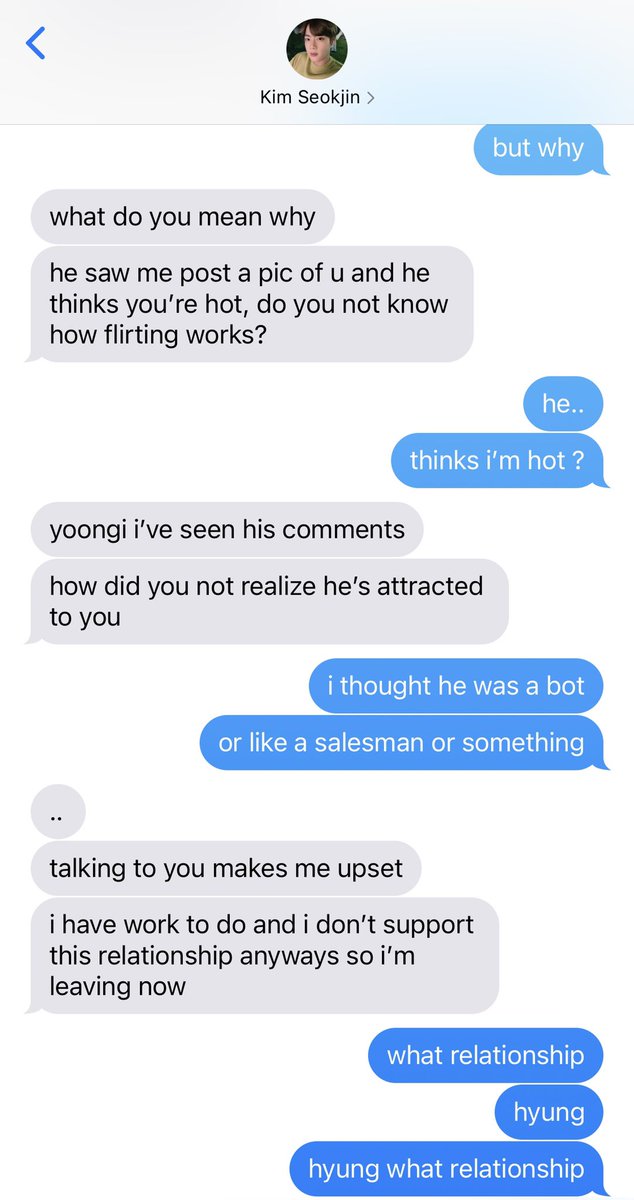 Kim Seokjin
but why
what do you mean why
he saw me post a pic of u and he
thinks you’re hot, do you not know
how flirting works?
he..
thinks i’m hot ?
yoongi i’ve seen his comments
how did you not realize he’s attracted
to you
i thought he was a bot
or like a salesman or something
..
talking to you makes me upset
i have work to do and i don’t support
this relationship anyways so i’m
leaving now
what relationship
hyung
hyung what relationship